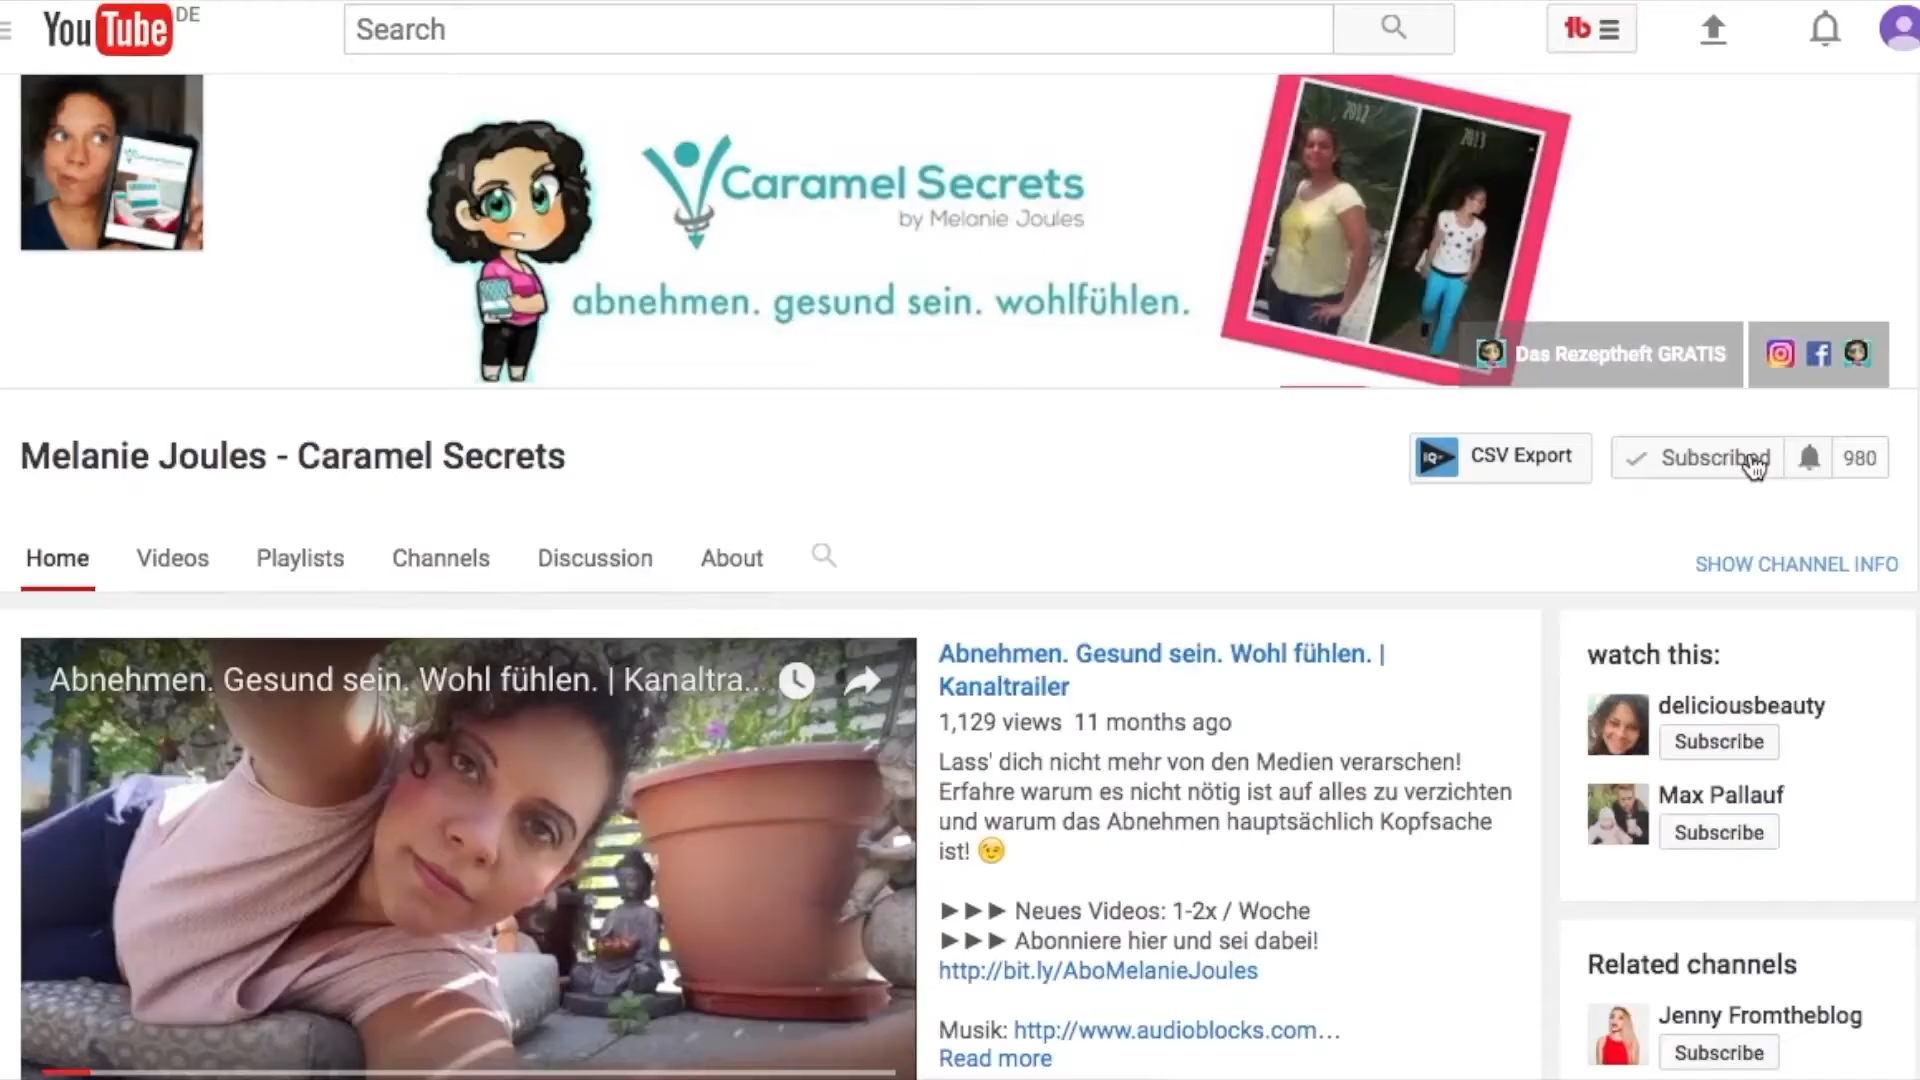 YouTube DE
Search
2012
2013
Caramel Secrets
by Melanie Joules
abnehmen. gesund sein. wohlfühlen.
Das Rezeptheft GRATIS
Melanie Joules - Caramel Secrets
CSV Export
Subscribed
980
Home
Videos
Playlists
Channels
Discussion
About
SHOW CHANNEL INFO
Abnehmen. Gesund sein. Wohl fühlen. | Kanaltra...
Abnehmen. Gesund sein. Wohl fühlen. |
Kanaltrailer
1,129 views 11 months ago
Lass' dich nicht mehr von den Medien verarschen!
Erfahre warum es nicht nötig ist auf alles zu verzichten
und warum das Abnehmen hauptsächlich Kopfsache
ist! 😉
►►► Neues Videos: 1-2x / Woche
►►► Abonniere hier und sei dabei!
http://bit.ly/AboMelanieJoules
Musik: http://www.audioblocks.com...
Read more
watch this:
deliciousbeauty
Subscribe
Max Pallauf
Subscribe
Related channels
Jenny Fromtheblog
Subscribe